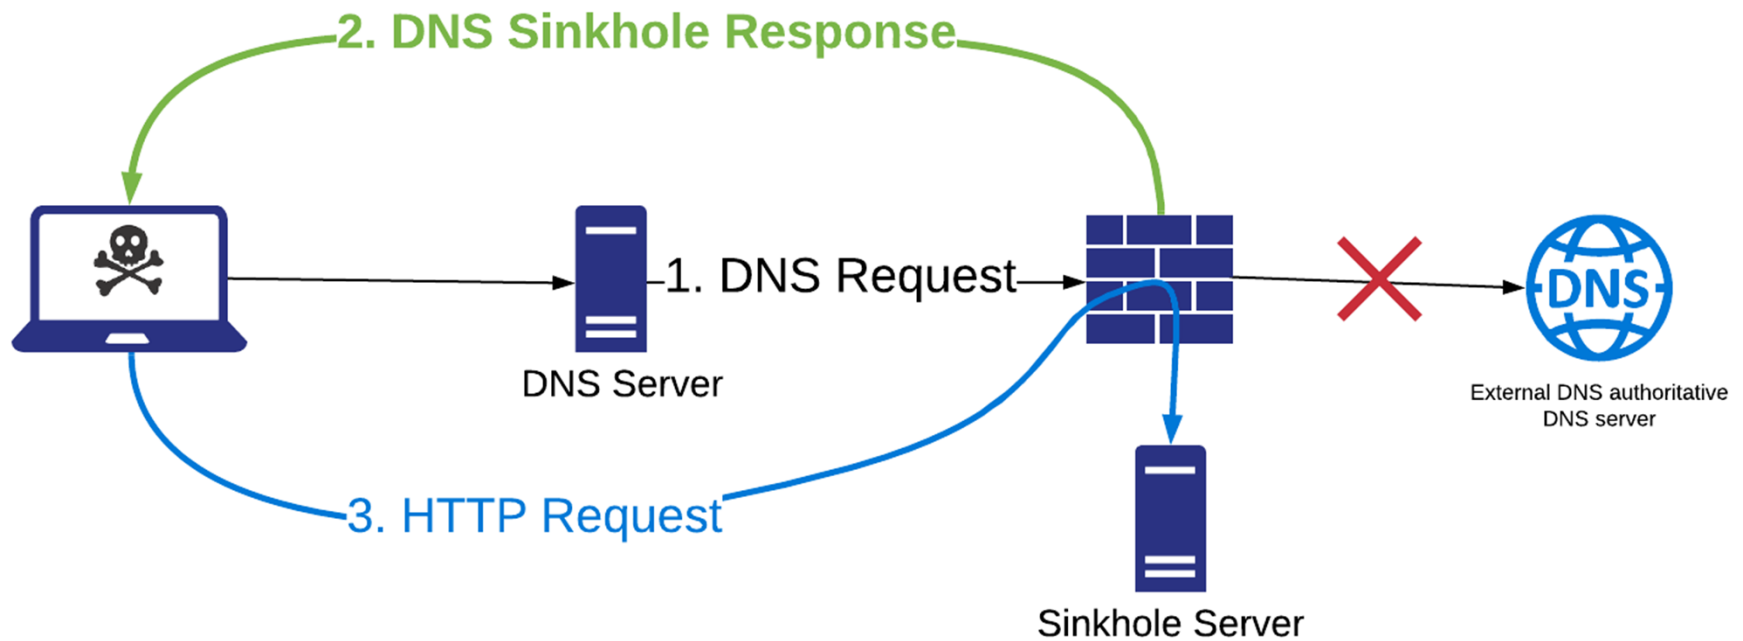 2. DNS Sinkhole Response
1. DNS Request
DNS
DNS Server
External DNS authoritative
DNS server
3. HTTP Request
Sinkhole Server